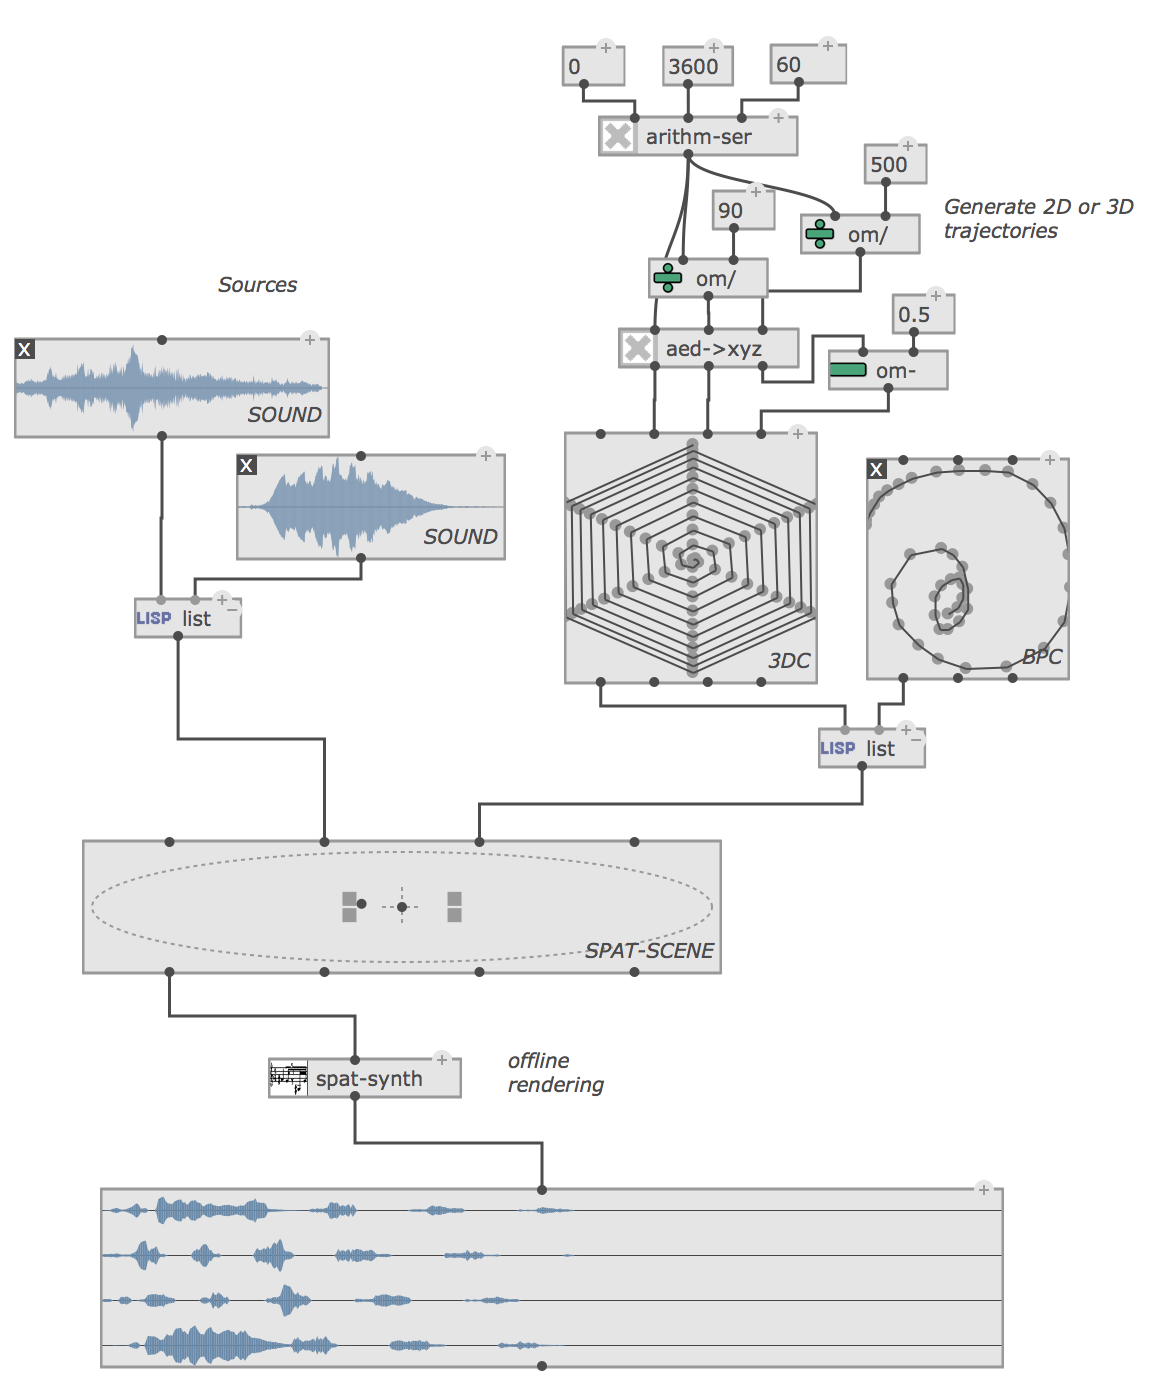 0
3600
60
arithm-ser
500
90
om/
Generate 2D or 3D
trajectories
om/
Sources
0.5
X
aed->xyz
om-
SOUND
X
X
SOUND
3DC
BPC
LISP list
LISP list
SPAT-SCENE
offline
rendering
spat-synth